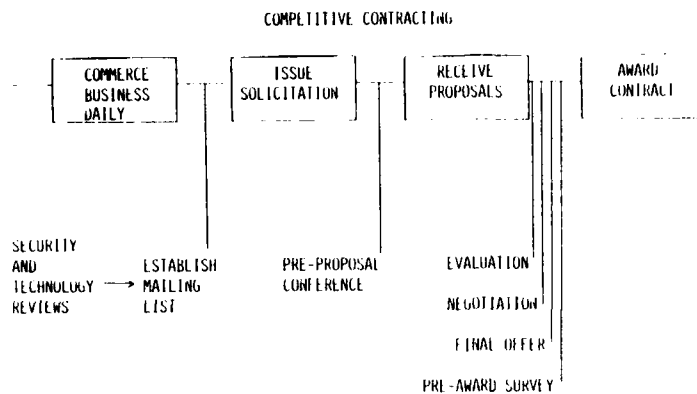 COMPETITIVE CONTRACTING
COMMERCE
BUSINESS
DAILY
ISSUE
SOLICITATION
RECEIVE
PROPOSALS
AWARD
CONTRACT
SECURITY
AND
TECHNOLOGY
REVIEWS
ESTABLISH
MAILING
LIST
PRE-PROPOSAL
CONFERENCE
EVALUATION
NEGOTIATION
FINAL OFFER
PRE-AWARD SURVEY